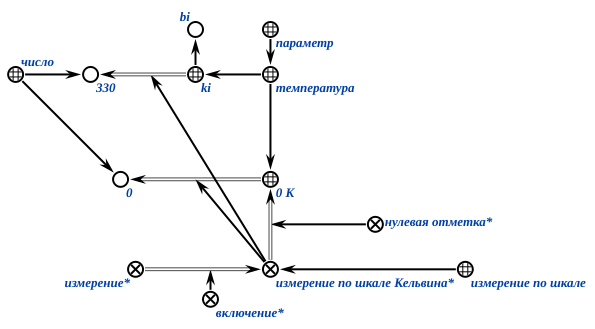 bi
параметр
число
330
ki
температура
0
0 K
нулевая отметка*
измерение*
измерение по шкале Кельвина*
измерение по шкале
включение*